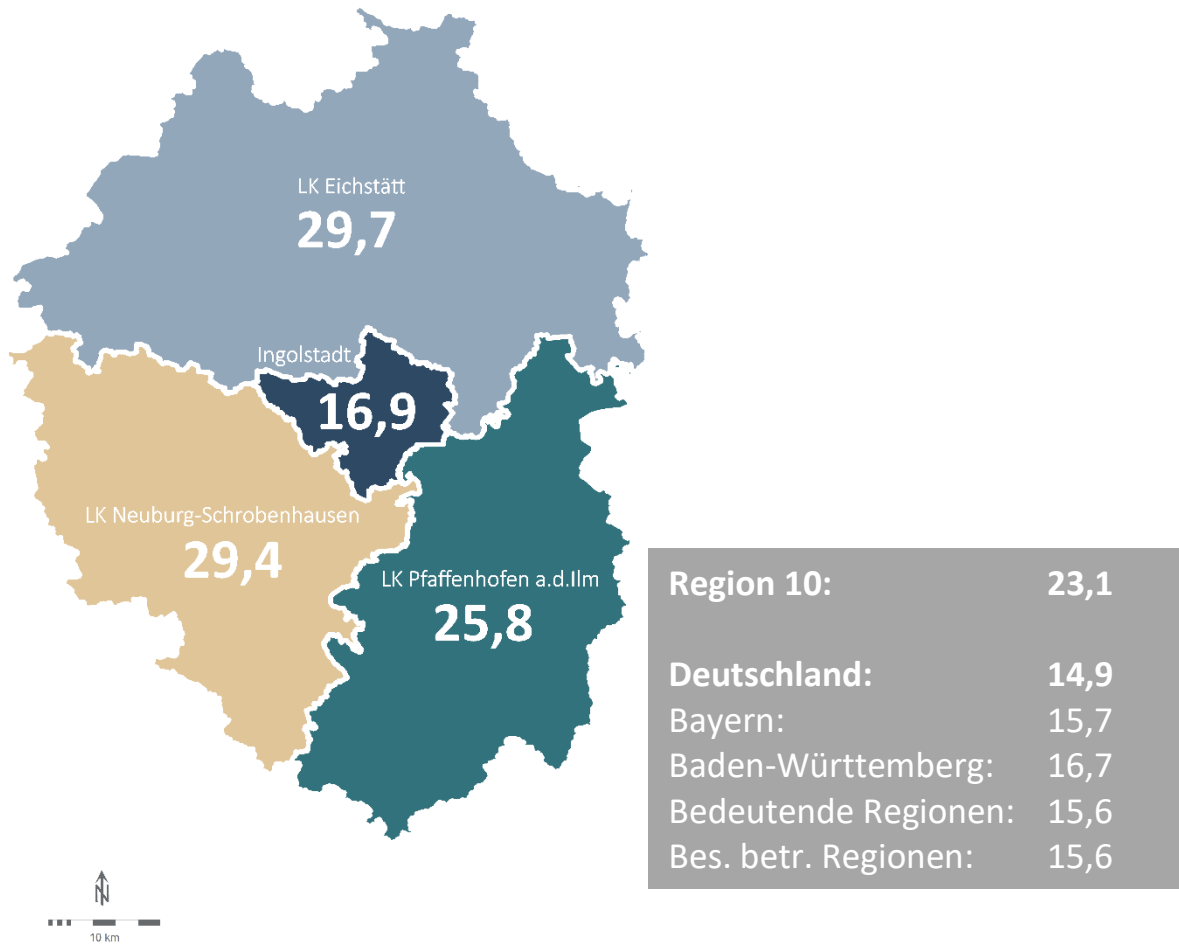 LK Eichstätt
29,7
Ingolstadt
16,9
LK Neuburg-Schrobenhausen
29,4
LK Pfaffenhofen a.d.Ilm
25,8
Region 10: 23,1
Deutschland: 14,9
Bayern: 15,7
Baden-Württemberg: 16,7
Bedeutende Regionen: 15,6
Bes. betr. Regionen: 15,6
N
10 km